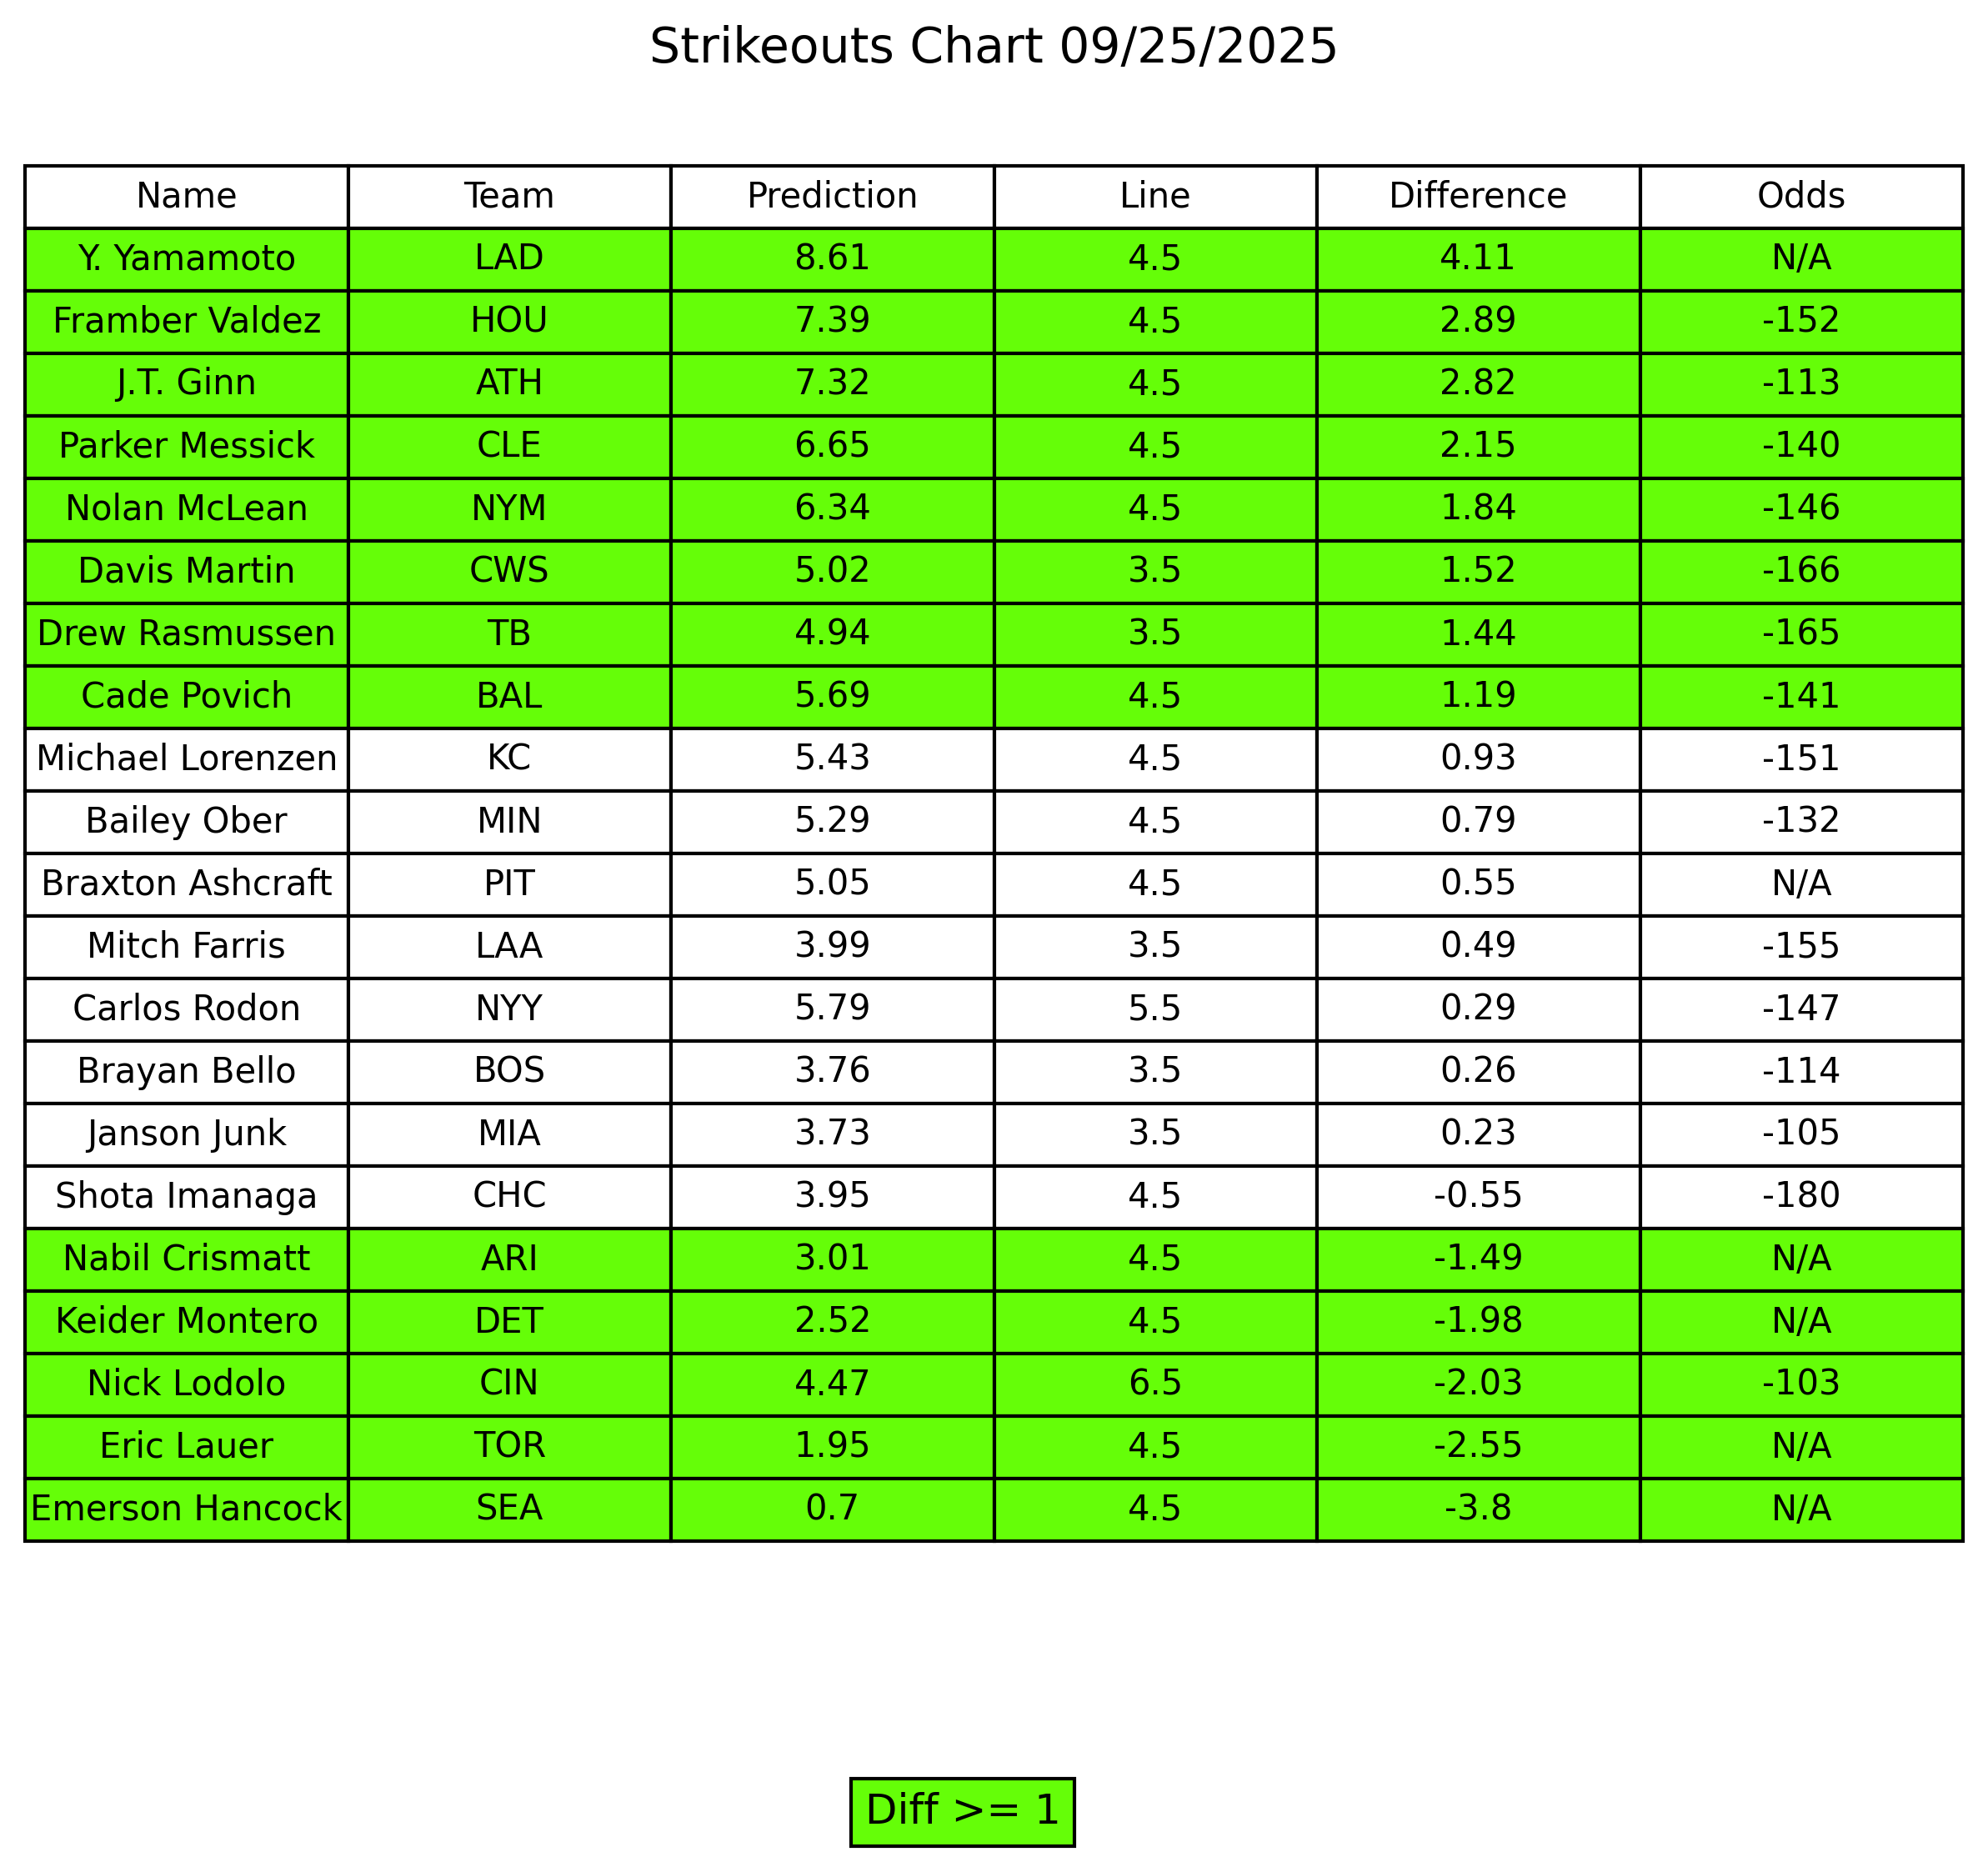 Strikeouts Chart 09/25/2025
Name Team Prediction Line Difference Odds
Y. Yamamoto LAD 8.61 4.5 4.11 N/A
Framber Valdez HOU 7.39 4.5 2.89 -152
J.T. Ginn ATH 7.32 4.5 2.82 -113
Parker Messick CLE 6.65 4.5 2.15 -140
Nolan McLean NYM 6.34 4.5 1.84 -146
Davis Martin CWS 5.02 3.5 1.52 -166
Drew Rasmussen TB 4.94 3.5 1.44 -165
Cade Povich BAL 5.69 4.5 1.19 -141
Michael Lorenzen KC 5.43 4.5 0.93 -151
Bailey Ober MIN 5.29 4.5 0.79 -132
Braxton Ashcraft PIT 5.05 4.5 0.55 N/A
Mitch Farris LAA 3.99 3.5 0.49 -155
Carlos Rodon NYY 5.79 5.5 0.29 -147
Brayan Bello BOS 3.76 3.5 0.26 -114
Janson Junk MIA 3.73 3.5 0.23 -105
Shota Imanaga CHC 3.95 4.5 -0.55 -180
Nabil Crismatt ARI 3.01 4.5 -1.49 N/A
Keider Montero DET 2.52 4.5 -1.98 N/A
Nick Lodolo CIN 4.47 6.5 -2.03 -103
Eric Lauer TOR 1.95 4.5 -2.55 N/A
Emerson Hancock SEA 0.7 4.5 -3.8 N/A
Diff >= 1